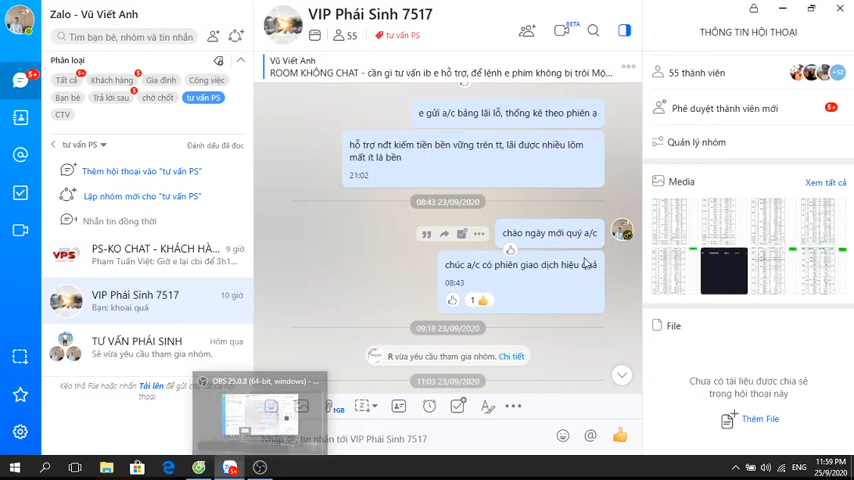 Zalo - Vũ Viết Anh
Tìm bạn bè, nhóm và tin nhắn
Phân loại
Tất cả
5
Khách hàng
5
Gia đình
Công việc
Bạn bè
Trả lời sau
5
chờ chốt
tư vấn PS
CTV
tư vấn PS
Đánh dấu đã đọc
Thêm hội thoại vào "tư vấn PS"
Lập nhóm mới cho "tư vấn PS"
Nhắn tin đồng thời
PS-KO CHAT - KHÁCH HÀ...
9 giờ
Phạm Tuấn Việt: Giờ e lại cbi để 3h1...
VPS
VIP Phái Sinh 7517
10 giờ
Bạn: khoai quá
TƯ VẤN PHÁI SINH
Hôm qua
Sẻ vừa yêu cầu tham gia nhóm.
Kéo thả File hoặc nhấn Tải lên để gửi
5+
VIP Phái Sinh 7517
55
tư vấn PS
BETA
Vũ Viết Anh
ROOM KHÔNG CHAT - cần gì tư vấn ib e hỗ trợ, để lệnh e phím không bị trôi Mộ...
e gửi a/c bảng lãi lỗ, thống kê theo phiên ạ
hỗ trợ nđt kiếm tiền bền vững trên tt, lãi được nhiều lôm
mất ít là bền
21:02
08:43 23/09/2020
chào ngày mới quý a/c
chúc a/c có phiên giao dịch hiệu quả
08:43
1
09:18 23/09/2020
R vừa yêu cầu tham gia nhóm. Chi tiết
11:03 23/09/2020
OBS 25.0.8 (64-bit, windows) - ...
1GB
Nhập @, tin nhắn tới VIP Phái Sinh 7517
THÔNG TIN HỘI THOẠI
55 thành viên
+52
Phê duyệt thành viên mới
5+
Quản lý nhóm
Media
Xem tất cả
File
Chưa có tài liệu được chia sẻ
trong hội thoại này
Thêm File
5+
ENG
11:59 PM
25/9/2020